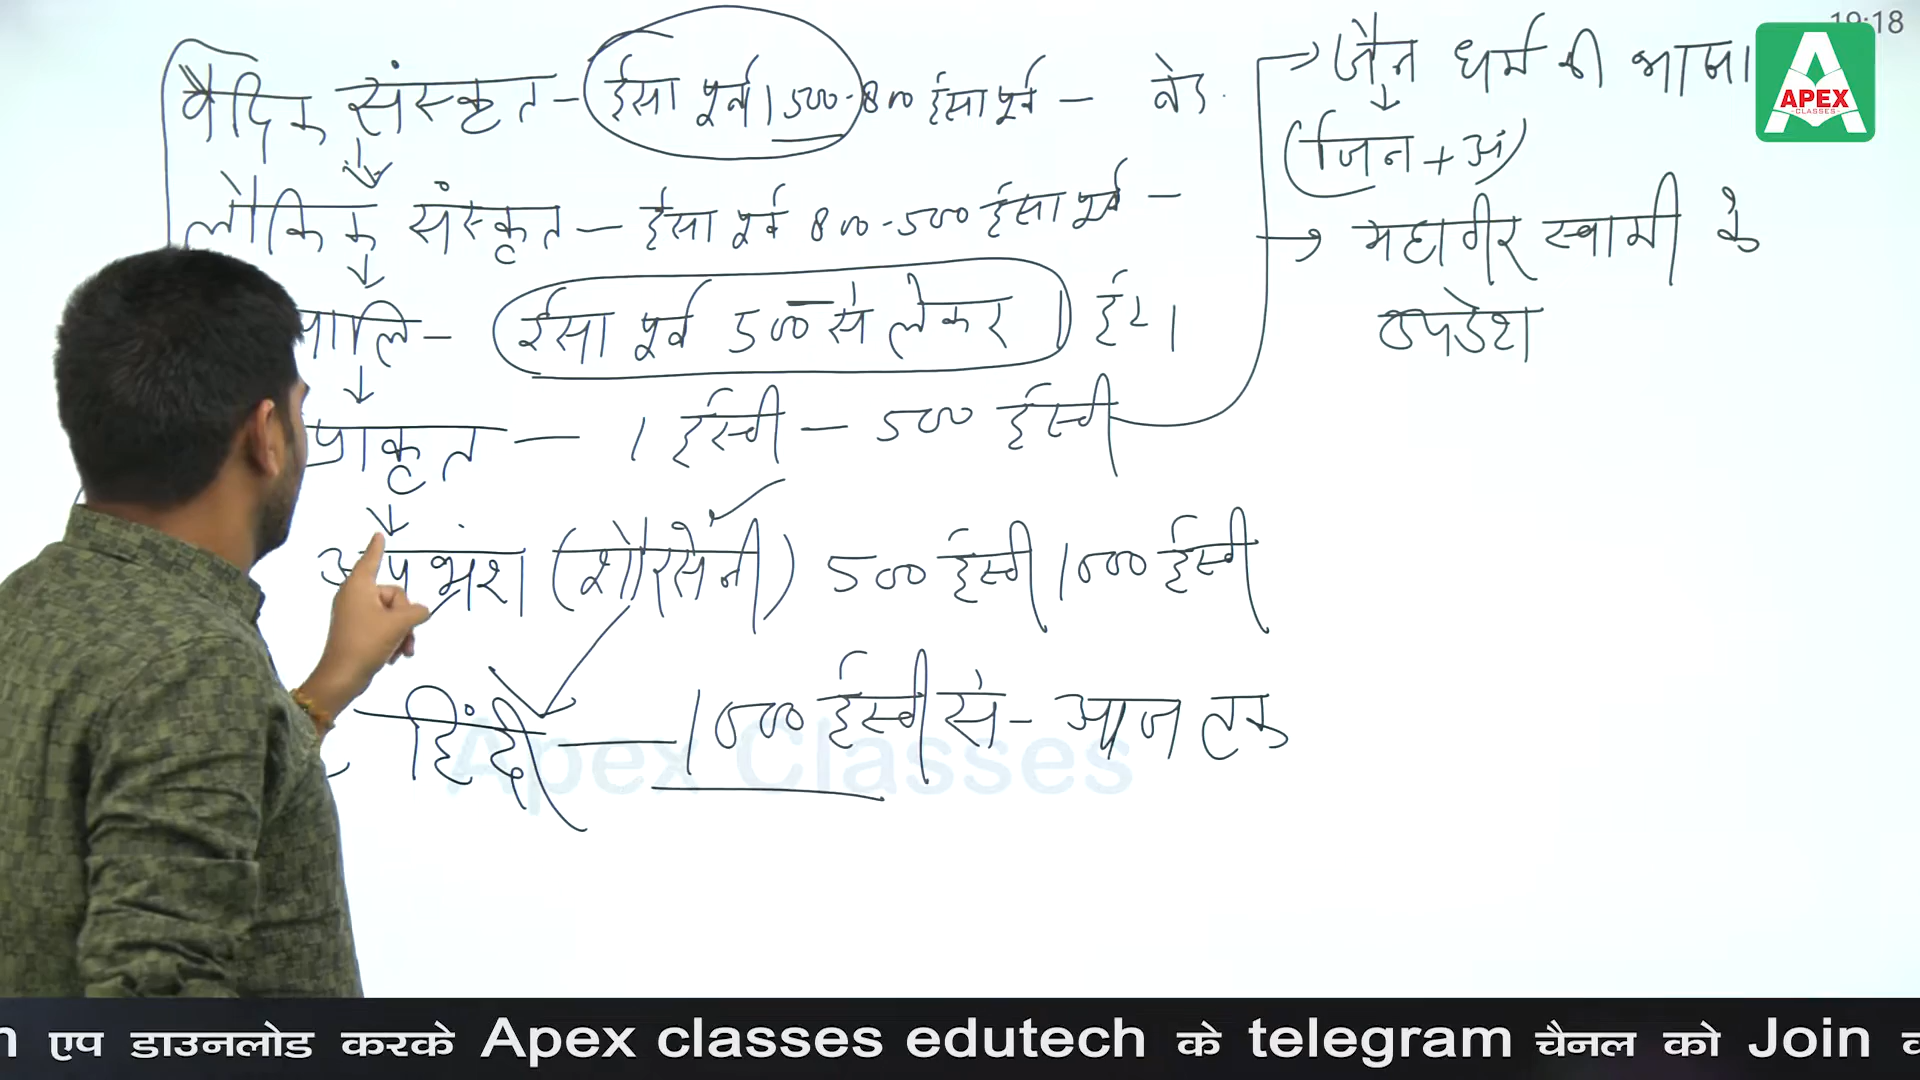 19:18
वैदिक संस्कृत - ईसा पूर्व 1500-800 ईसा पूर्व - वेद
लौकिक संस्कृत - ईसा पूर्व 800-500 ईसा पूर्व -
पालि - ईसा पूर्व 500 से लेकर 1 ई॰।
प्राकृत - 1 ईस्वी - 500 ईस्वी
अपभ्रंश (शौरसेनी) 500 ईस्वी 1000 ईस्वी
हिंदी - 1000 ईस्वी से - आज तक
जैन धर्म की भाषा
(जिन + अ)
महावीर स्वामी के
उपदेश
APEX
CLASSES
Apex Classes
एप डाउनलोड करके Apex classes edutech के telegram चैनल को Join